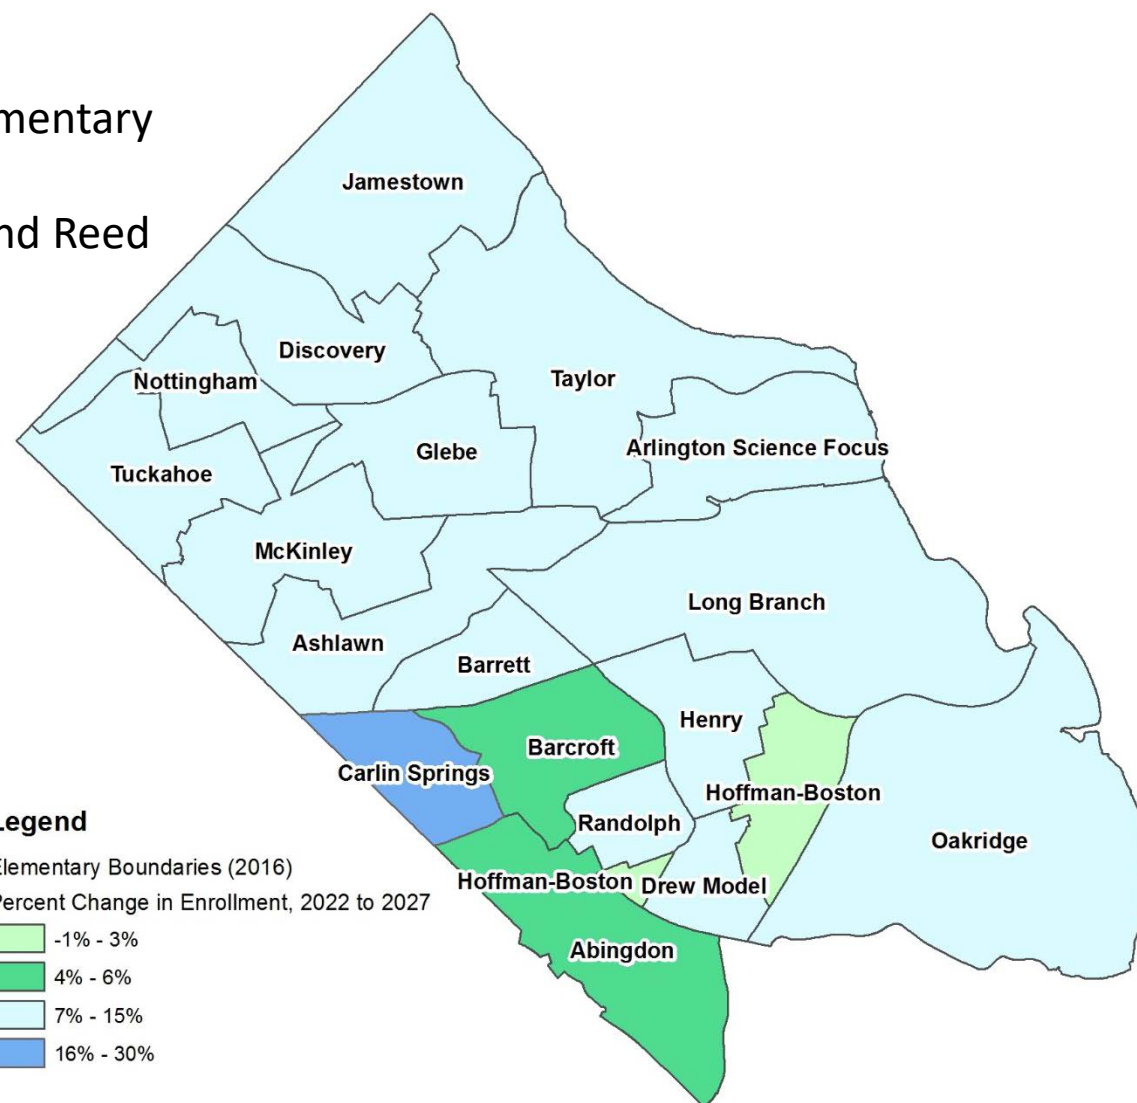 mentary
nd Reed
Jamestown
Discovery
Nottingham
Taylor
Arlington Science Focus
Glebe
Tuckahoe
McKinley
Long Branch
Ashlawn
Barrett
Henry
Barcroft
Carlin Springs
Hoffman-Boston
Randolph
Oakridge
Hoffman-Boston
Drew Model
Abingdon
Legend
Elementary Boundaries (2016)
Percent Change in Enrollment, 2022 to 2027
-1% - 3%
4% - 6%
7% - 15%
16% - 30%